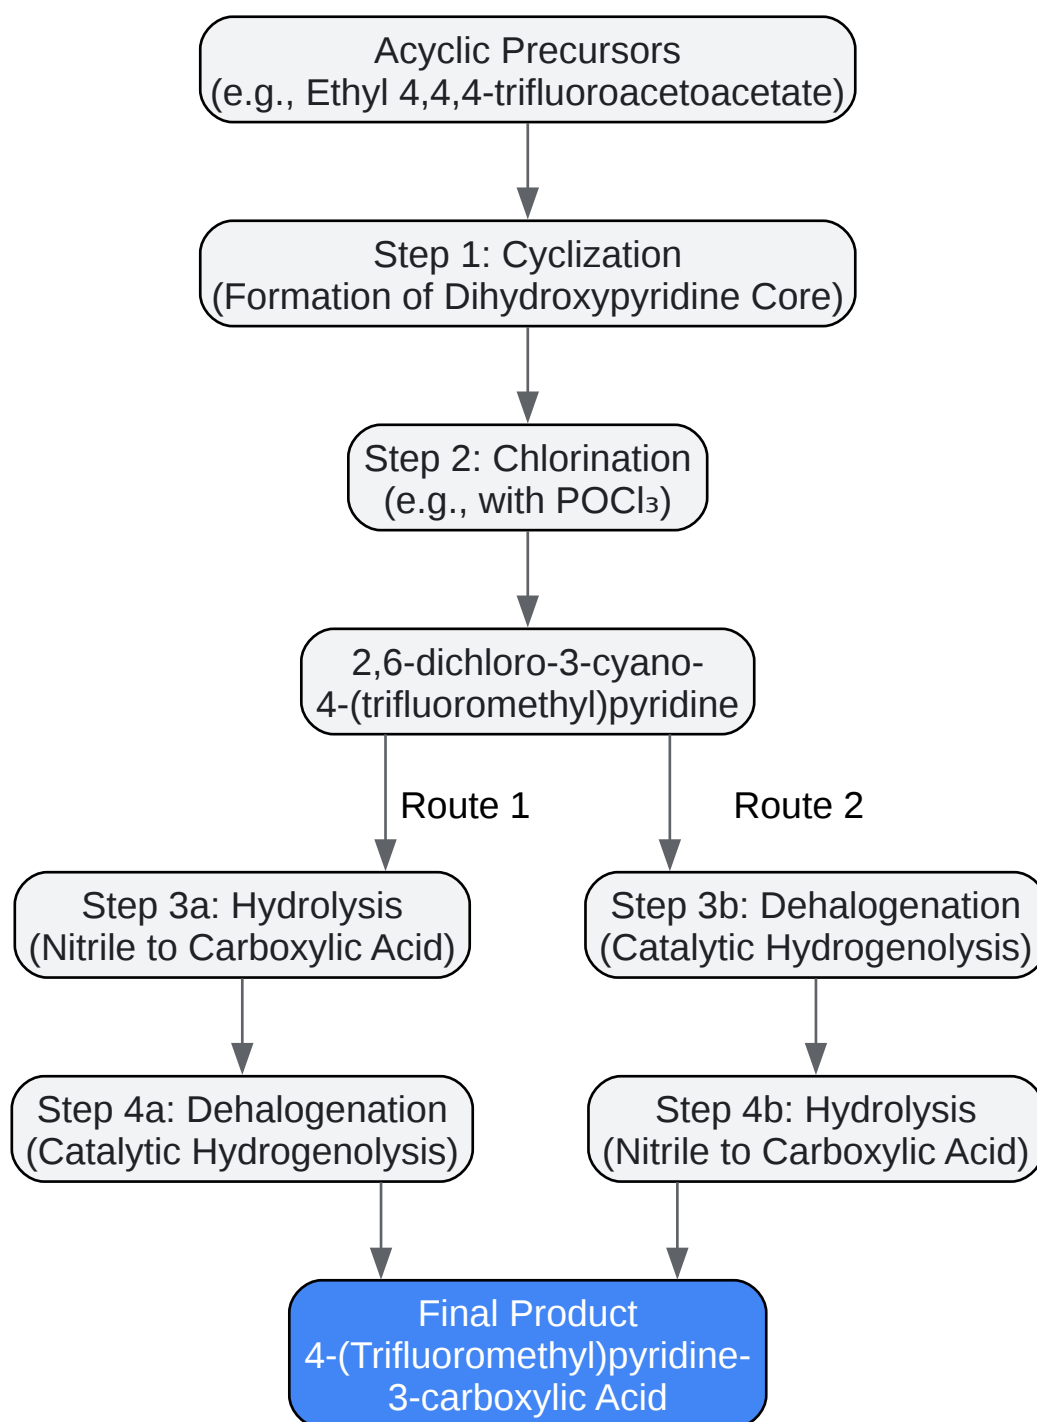 Acyclic Precursors
(e.g., Ethyl 4,4,4-trifluoroacetoacetate)
Step 1: Cyclization
(Formation of Dihydroxypyridine Core)
Step 2: Chlorination
(e.g., with POCl₃)
2,6-dichloro-3-cyano-
4-(trifluoromethyl)pyridine
Route 1
Route 2
Step 3a: Hydrolysis
(Nitrile to Carboxylic Acid)
Step 3b: Dehalogenation
(Catalytic Hydrogenolysis)
Step 4a: Dehalogenation
(Catalytic Hydrogenolysis)
Step 4b: Hydrolysis
(Nitrile to Carboxylic Acid)
Final Product
4-(Trifluoromethyl)pyridine-
3-carboxylic Acid